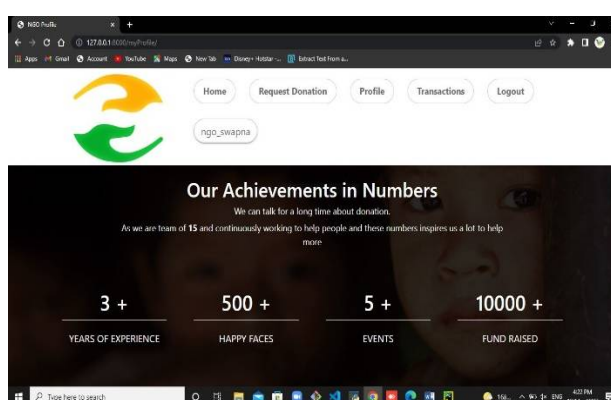 NGO Profile
127.0.0.1:8000/myProfile/
Apps Gmail Account YouTube Maps New Tab Disney+ Hotstar -... Extract Text From a...
Home Request Donation Profile Transactions Logout
ngo_swapna
Our Achievements in Numbers
We can talk for a long time about donation.
As we are team of 15 and continuously working to help people and these numbers inspires us a lot to help
more
3 + 500 + 5 + 10000 +
YEARS OF EXPERIENCE HAPPY FACES EVENTS FUND RAISED
Type here to search ENG 4:22 PM